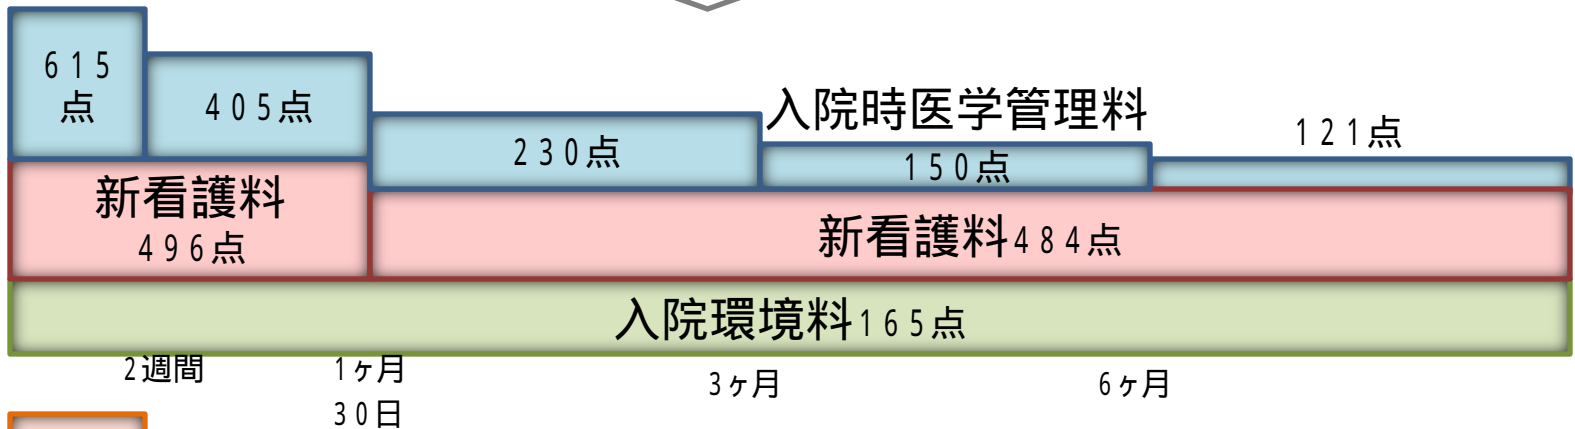 615
点
405点
入院時医学管理料
230点
150点
121点
新看護料
496点
新看護料484点
入院環境料165点
2週間
1ヶ月
30日
3ヶ月
6ヶ月